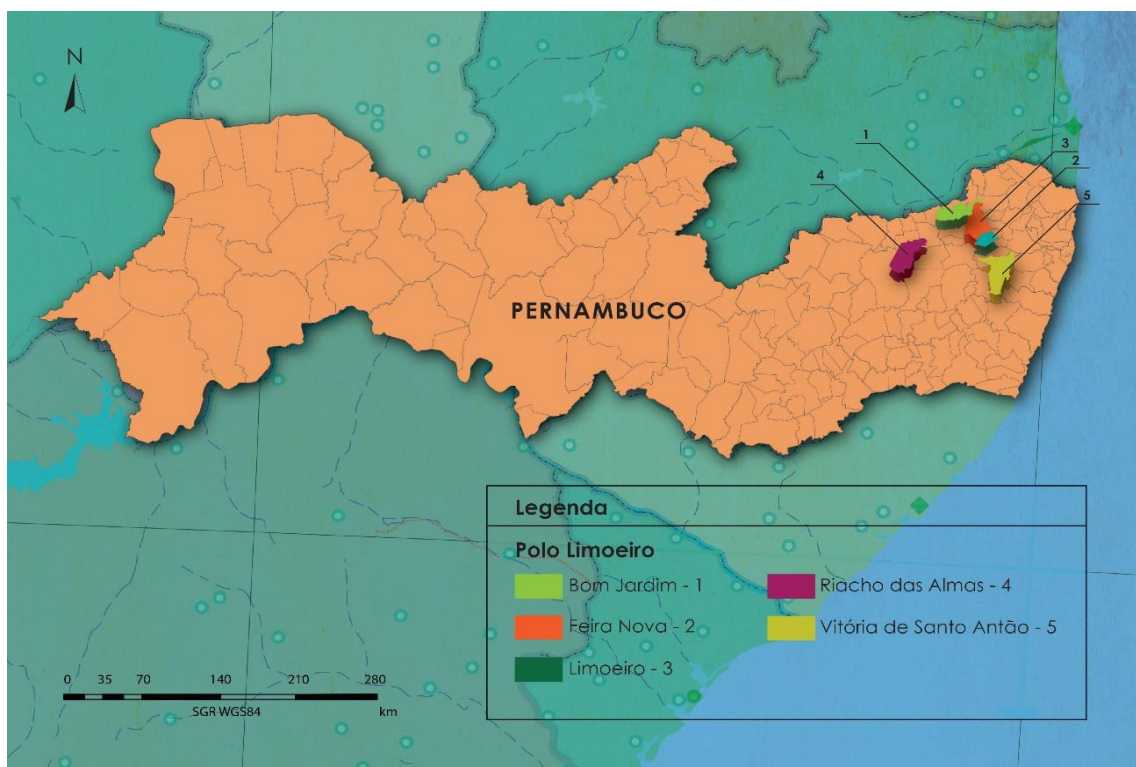 N
1
3
2
4
5
PERNAMBUCO
Legenda
Polo Limoeiro
Bom Jardim - 1
Feira Nova - 2
Limoeiro - 3
Riacho das Almas - 4
Vitória de Santo Antão - 5
0 35 70 140 210 280
SGR WGS84 km